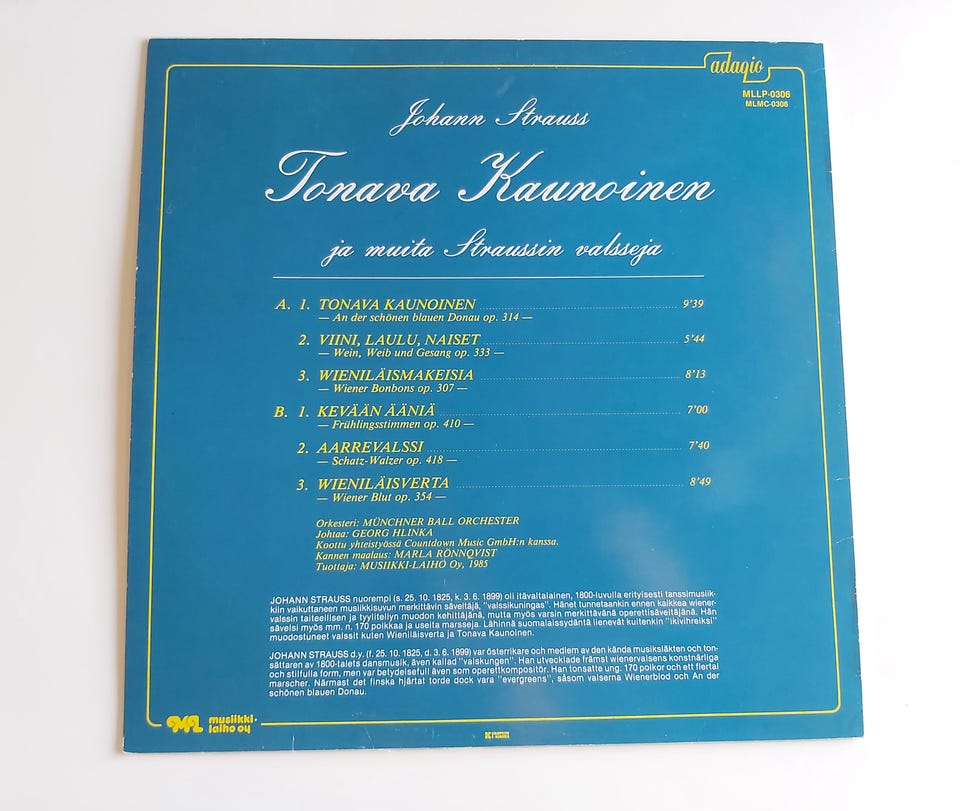 adagio
MLLP-0306
MLMC-0306
Johann Strauss
Tonava Kaunoinen
ja muita Straussin valsseja
A. 1. TONAVA KAUNOINEN 9'39
— An der schönen blauen Donau op. 314 —
2. VIINI, LAULU, NAISET 5'44
— Wein, Weib und Gesang op. 333 —
3. WIENILÄISMAKEISIA 8'13
— Wiener Bonbons op. 307 —
B. 1. KEVÄÄN ÄÄNIÄ 7'00
— Frühlingsstimmen op. 410 —
2. AARREVALSSI 7'40
— Schatz-Walzer op. 418 —
3. WIENILÄISVERTA 8'49
— Wiener Blut op. 354 —
Orkesteri: MÜNCHNER BALL ORCHESTER
Johtaa: GEORG HLINKA
Koottu yhteistyössä Countdown Music GmbH:n kanssa.
Kannen maalaus: MARLA RÖNNQVIST
Tuottaja: MUSIIKKI-LAIHO Oy, 1985
JOHANN STRAUSS nuorempi (s. 25. 10. 1825, k. 3. 6. 1899) oli itävaltalainen, 1800-luvulla erityisesti tanssimusiik-
kiin vaikuttaneen musiikkisuvun merkittävin säveltäjä, "valssikuningas". Hänet tunnetaankin ennen kaikkea wiener-
valssin taiteellisen ja tyylitellyn muodon kehittäjänä, mutta myös varsin merkittävänä operettisäveltäjänä. Hän
sävelsi myös mm. n. 170 polkkaa ja useita marsseja. Lähinnä suomalaissydäntä lienevät kuitenkin "ikivihreiksi"
muodostuneet valssit kuten Wieniläisverta ja Tonava Kaunoinen.
JOHANN STRAUSS d.y. (f. 25. 10. 1825, d. 3. 6. 1899) var österrikare och medlem av den kända musiksläkten och ton-
sättaren av 1800-talets dansmusik, även kallad "valskungen". Han utvecklade främst wienervalsens konstnärliga
och stilfulla form, men var betydelsefull även som operettkompositör. Han tonsatte ung. 170 polkor och ett flertal
marscher. Närmast det finska hjärtat torde dock vara "evergreens", såsom valserna Wienerblod och An der
schönen blauen Donau.
ML musiikki-
laiho oy